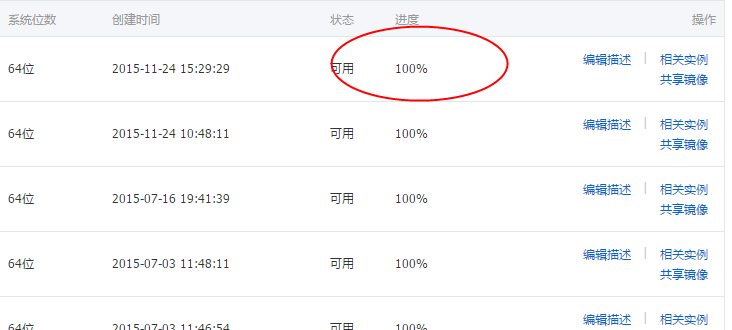 系统位数 创建时间 状态 进度 操作
64位 2015-11-24 15:29:29 可用 100% 编辑描述 | 相关实例
共享镜像
64位 2015-11-24 10:48:11 可用 100% 编辑描述 | 相关实例
共享镜像
64位 2015-07-16 19:41:39 可用 100% 编辑描述 | 相关实例
共享镜像
64位 2015-07-03 11:48:11 可用 100% 编辑描述 | 相关实例
共享镜像
64位 2015-07-03 11:46:54 可用 100% 编辑描述 | 相关实例